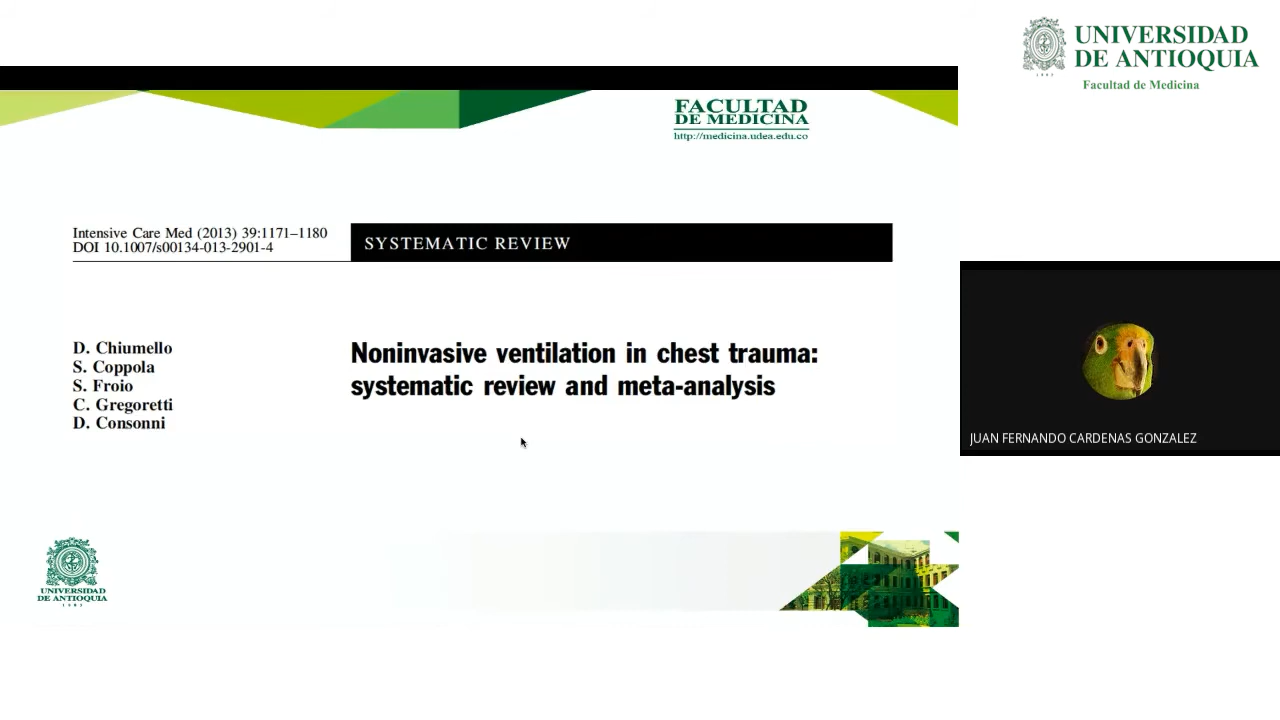 UNIVERSIDAD
DE ANTIOQUIA
1803
Facultad de Medicina
FACULTAD
DE MEDICINA
http://medicina.udea.edu.co
Intensive Care Med (2013) 39:1171–1180
DOI 10.1007/s00134-013-2901-4
SYSTEMATIC REVIEW
D. Chiumello
S. Coppola
S. Froio
C. Gregoretti
D. Consonni
Noninvasive ventilation in chest trauma:
systematic review and meta-analysis
JUAN FERNANDO CARDENAS GONZALEZ
UNIVERSIDAD
DE ANTIOQUIA
1803